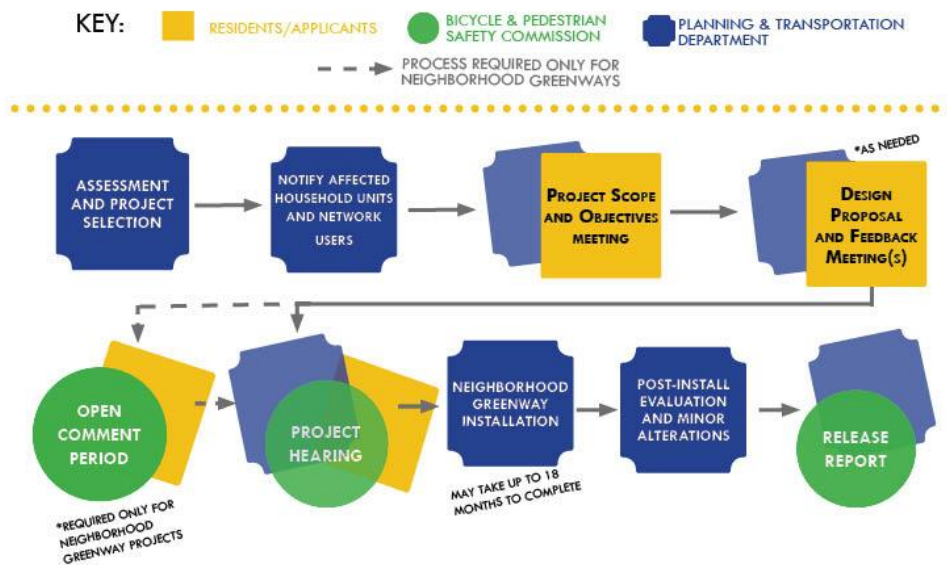 KEY:
RESIDENTS/APPLICANTS
BICYCLE & PEDESTRIAN
SAFETY COMMISSION
PLANNING & TRANSPORTATION
DEPARTMENT
PROCESS REQUIRED ONLY FOR
NEIGHBORHOOD GREENWAYS
ASSESSMENT
AND PROJECT
SELECTION
NOTIFY AFFECTED
HOUSEHOLD UNITS
AND NETWORK
USERS
PROJECT SCOPE
AND OBJECTIVES
MEETING
*AS NEEDED
DESIGN
PROPOSAL
AND FEEDBACK
MEETING(S)
OPEN
COMMENT
PERIOD
*REQUIRED ONLY FOR
NEIGHBORHOOD
GREENWAY PROJECTS
PROJECT
HEARING
NEIGHBORHOOD
GREENWAY
INSTALLATION
MAY TAKE UP TO 18
MONTHS TO COMPLETE
POST-INSTALL
EVALUATION
AND MINOR
ALTERATIONS
RELEASE
REPORT